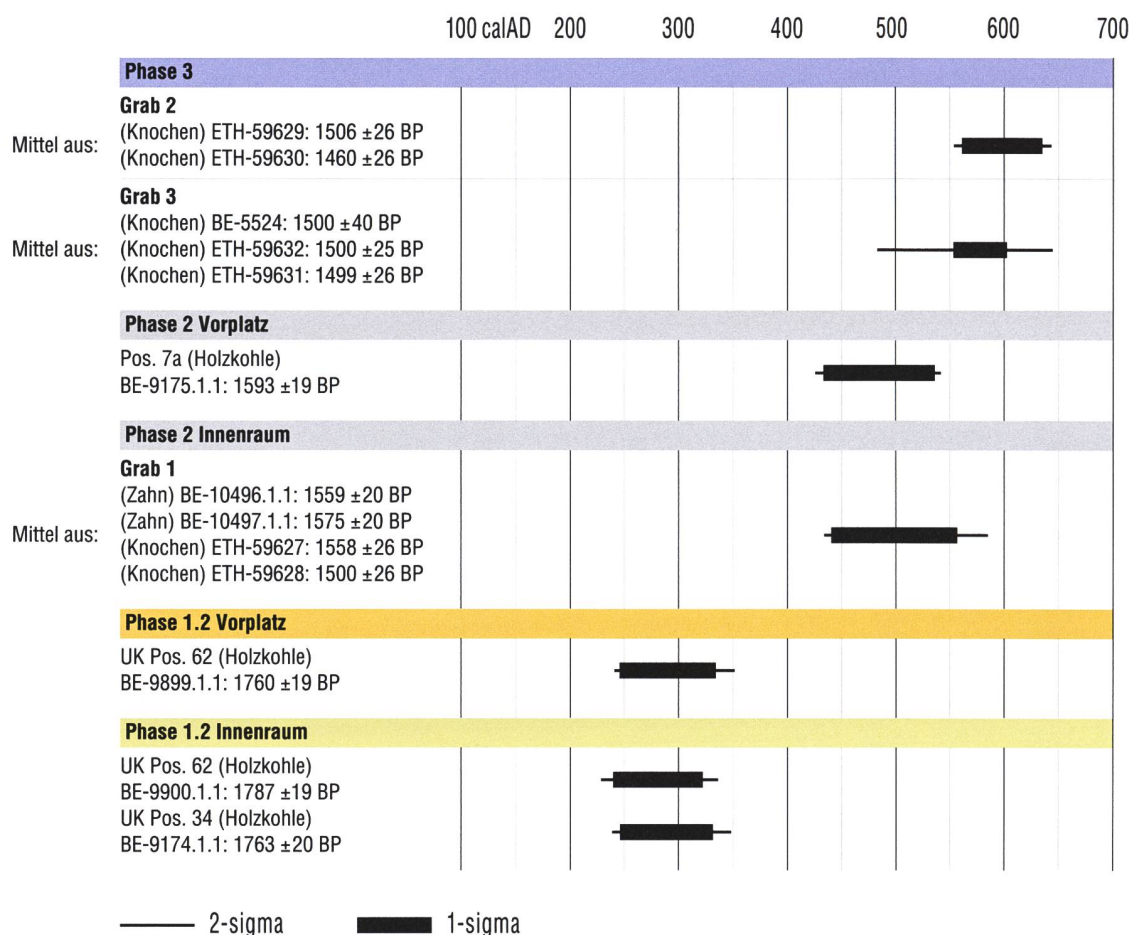 100 calAD 200 300 400 500 600 700
Phase 3
Grab 2
(Knochen) ETH-59629: 1506 ±26 BP
Mittel aus:
(Knochen) ETH-59630: 1460 ±26 BP
Grab 3
(Knochen) BE-5524: 1500 ±40 BP
Mittel aus: (Knochen) ETH-59632: 1500 ±25 BP
(Knochen) ETH-59631: 1499 ±26 BP
Phase 2 Vorplatz
Pos. 7a (Holzkohle)
BE-9175.1.1: 1593 ±19 BP
Phase 2 Innenraum
Grab 1
(Zahn) BE-10496.1.1: 1559 ±20 BP
(Zahn) BE-10497.1.1: 1575 ±20 BP
Mittel aus:
(Knochen) ETH-59627: 1558 ±26 BP
(Knochen) ETH-59628: 1500 ±26 BP
Phase 1.2 Vorplatz
UK Pos. 62 (Holzkohle)
BE-9899.1.1: 1760 ±19 BP
Phase 1.2 Innenraum
UK Pos. 62 (Holzkohle)
BE-9900.1.1: 1787 ±19 BP
UK Pos. 34 (Holzkohle)
BE-9174.1.1: 1763 ±20 BP
2-sigma 1-sigma